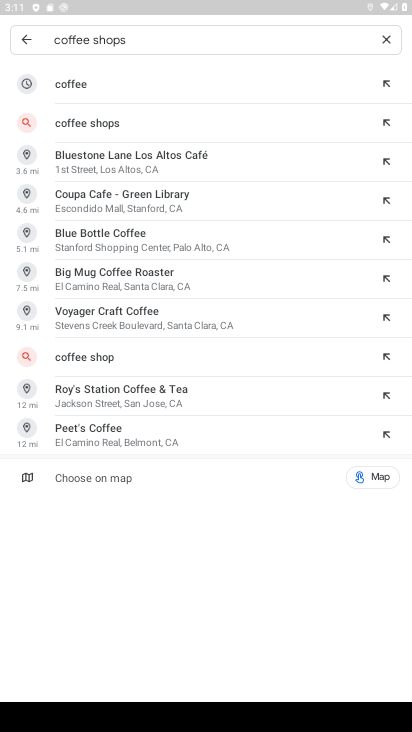 3:11
coffee shops
coffee
coffee shops
Bluestone Lane Los Altos Café
3.6 mi
1st Street, Los Altos, CA
Coupa Cafe - Green Library
4.6 mi
Escondido Mall, Stanford, CA
Blue Bottle Coffee
5.1 mi
Stanford Shopping Center, Palo Alto, CA
Big Mug Coffee Roaster
7.5 mi
El Camino Real, Santa Clara, CA
Voyager Craft Coffee
9.1 mi
Stevens Creek Boulevard, Santa Clara, CA
coffee shop
Roy's Station Coffee & Tea
12 mi
Jackson Street, San Jose, CA
Peet's Coffee
12 mi
El Camino Real, Belmont, CA
Choose on map
Map